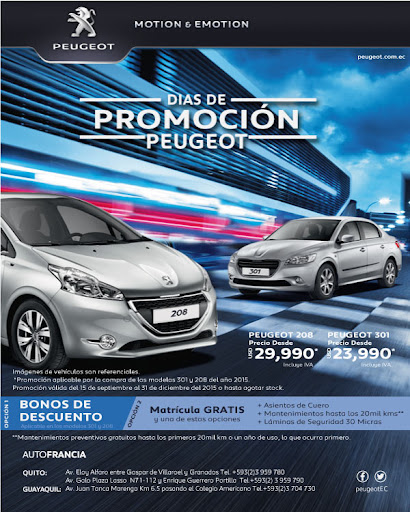 MOTION & EMOTION
PEUGEOT
peugeot.com.ec
DIAS DE
PROMOCIÓN
PEUGEOT
301
208
PEUGEOT 208 PEUGEOT 301
Precio Desde Precio Desde
USD 29,990* USD 23,990*
Incluye IVA Incluye IVA
Imágenes de vehículos son referenciales.
*Promoción aplicable por la compra de los modelos 301 y 208 del año 2015.
Promoción válida del 15 de septiembre al 31 de diciembre del 2015 o hasta agotar stock.
OPCIÓN 1
BONOS DE
DESCUENTO
Aplicable en los modelos 301 y 208
OPCIÓN 2
Matrícula GRATIS
y una de estas opciones
+ Asientos de Cuero
+ Mantenimientos hasta los 20mil kms**
+ Láminas de Seguridad 30 Micras
**Mantenimientos preventivos gratuitos hasta los primeros 20mil km o un año de uso, lo que ocurra primero.
AUTOFRANCIA
QUITO: Av. Eloy Alfaro entre Gaspar de Villaroel y Granados Tel. +593(2)3 959 780
Av. Galo Plaza Lasso N71-112 y Enrique Guerrero Portilla Tel.+593(2) 3 959 790
GUAYAQUIL: Av. Juan Tanca Marengo Km 6.5 pasando el Colegio Americano Tel.+593(2)3 704 730
peugeotEC